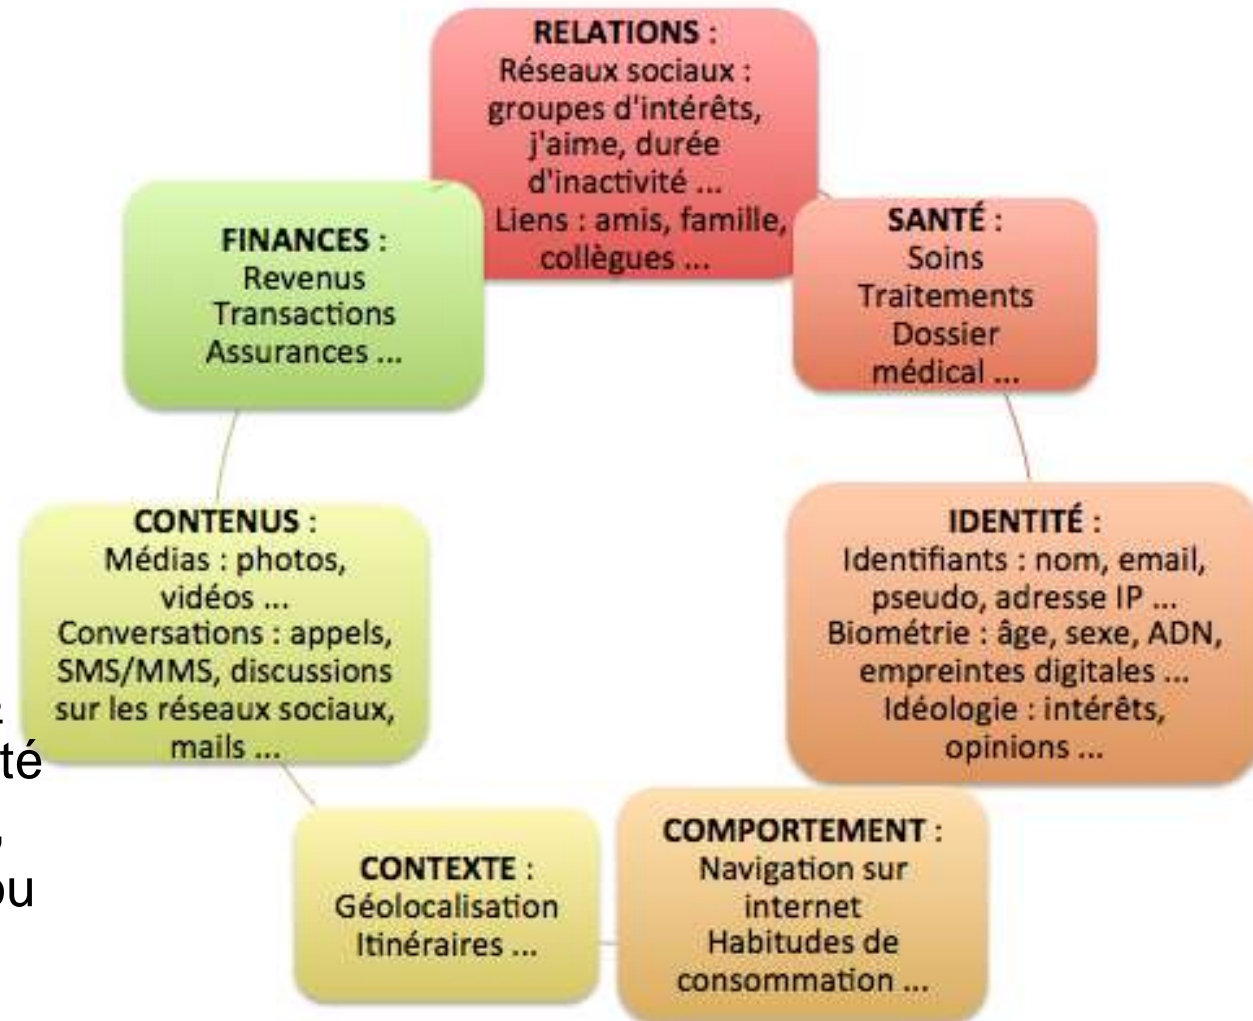 RELATIONS :
Réseaux sociaux :
groupes d'intérêts,
j'aime, durée
d'inactivité ...
Liens : amis, famille,
collègues ...
SANTÉ :
Soins
Traitements
Dossier
médical ...
IDENTITÉ :
Identifiants : nom, email,
pseudo, adresse IP ...
Biométrie : âge, sexe, ADN,
empreintes digitales ...
Idéologie : intérêts,
opinions ...
COMPORTEMENT :
Navigation sur
internet
Habitudes de
consommation ...
CONTEXTE :
Géolocalisation
Itinéraires ...
CONTENUS :
Médias : photos,
vidéos ...
Conversations : appels,
SMS/MMS, discussions
sur les réseaux sociaux,
mails ...
FINANCES :
Revenus
Transactions
Assurances ...
té
,
ou